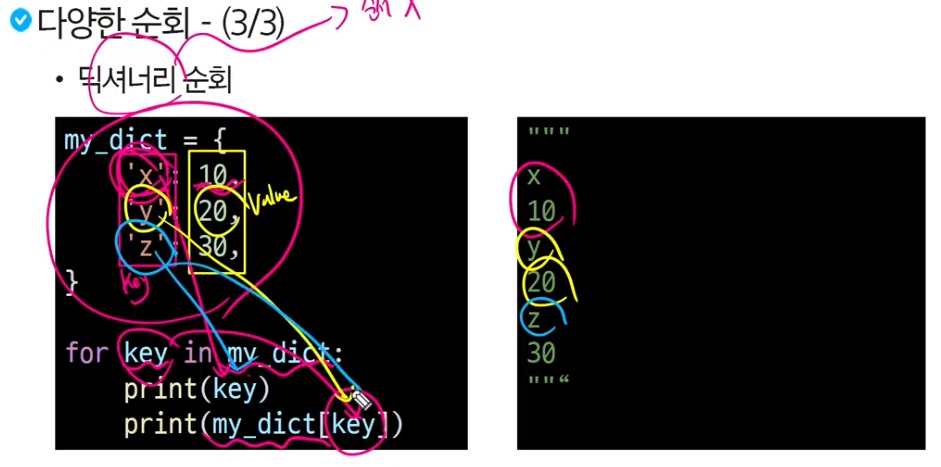 다양한 순회 - (3/3)
• 딕셔너리 순회
my_dict = {
'x': 10,
'y': 20,
'z': 30,
}
value
key
for key in my_dict:
print(key)
print(my_dict[key])
"""
x
10
y
20
z
30
""“